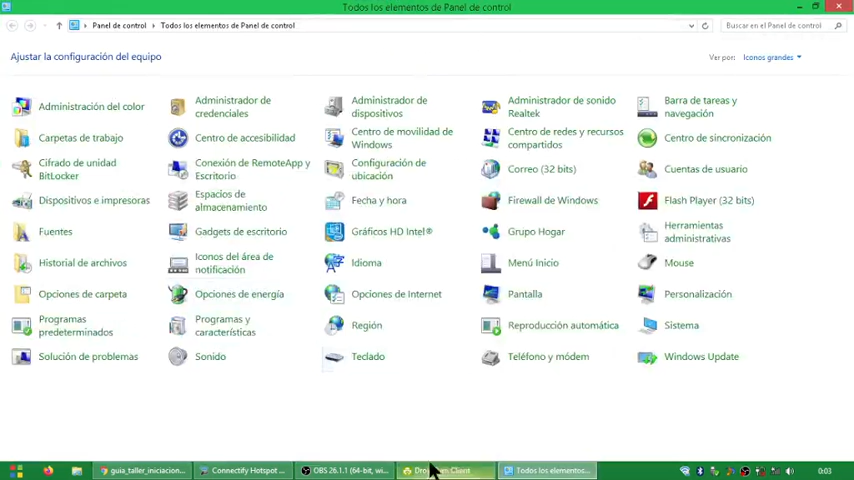 Todos los elementos de Panel de control
Panel de control
Todos los elementos de Panel de control
Buscar en el Panel de control
Ajustar la configuración del equipo
Ver por:
Iconos grandes
Administración del color
Administrador de
credenciales
Administrador de
dispositivos
Administrador de sonido
Realtek
Barra de tareas y
navegación
Carpetas de trabajo
Centro de accesibilidad
Centro de movilidad de
Windows
Centro de redes y recursos
compartidos
Centro de sincronización
Cifrado de unidad
BitLocker
Conexión de RemoteApp y
Escritorio
Configuración de
ubicación
Correo (32 bits)
Cuentas de usuario
Dispositivos e impresoras
Espacios de
almacenamiento
Fecha y hora
Firewall de Windows
Flash Player (32 bits)
Fuentes
Gadgets de escritorio
Gráficos HD Intel®
Grupo Hogar
Herramientas
administrativas
Historial de archivos
Iconos del área de
notificación
Idioma
Menú Inicio
Mouse
Opciones de carpeta
Opciones de energía
Opciones de Internet
Pantalla
Personalización
Programas
predeterminados
Programas y
características
Región
Reproducción automática
Sistema
Solución de problemas
Sonido
Teclado
Teléfono y módem
Windows Update
guia_taller_iniciacion...
Connectify Hotspot ...
OBS 26.1.1 (64-bit, wi...
Client
Todos los elementos...
0:03